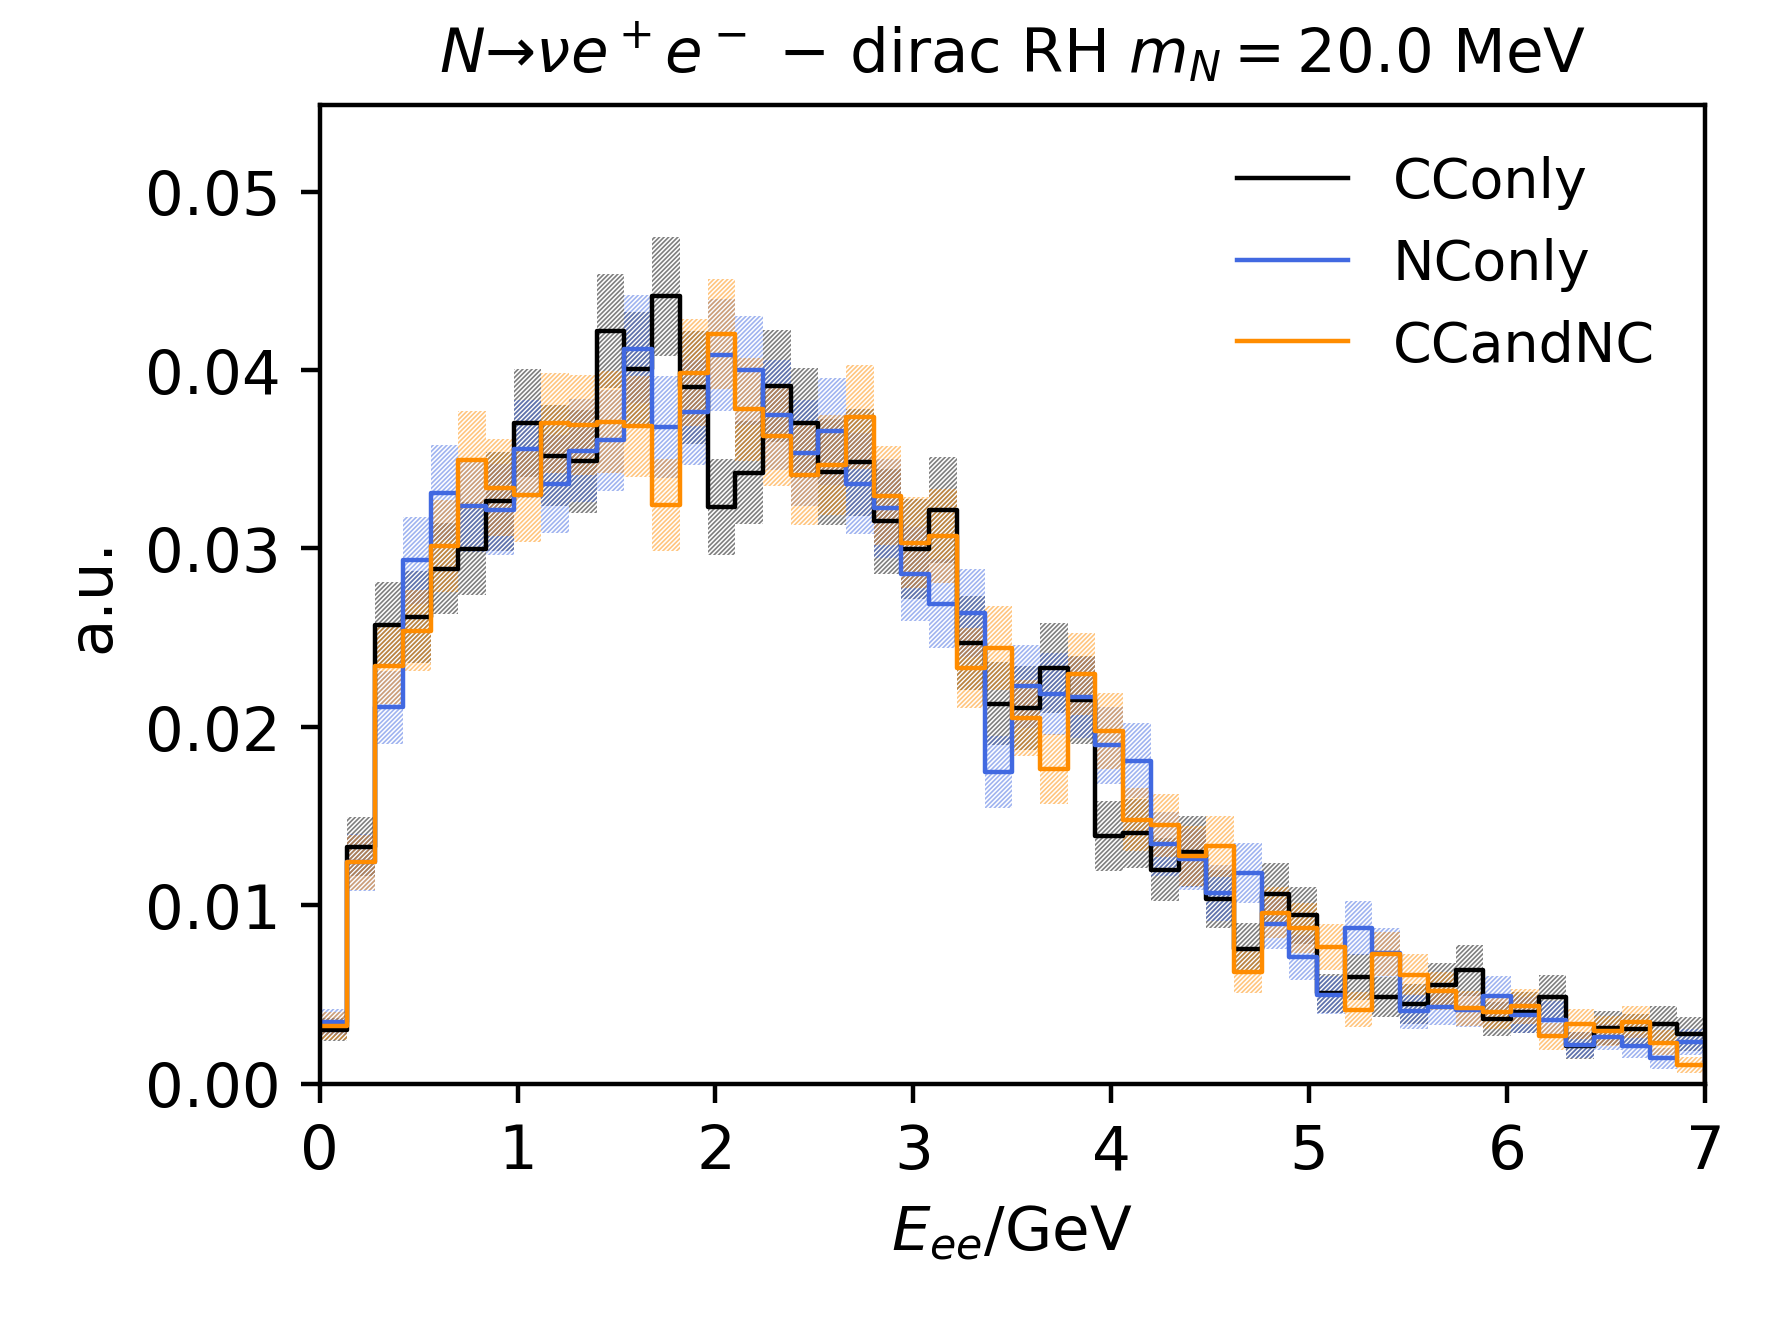 N→νe⁺e⁻ − dirac RH m_N = 20.0 MeV
CConly
NConly
CCandNC
0.05
0.04
0.03
0.02
0.01
0.00
a.u.
0 1 2 3 4 5 6 7
E_ee/GeV